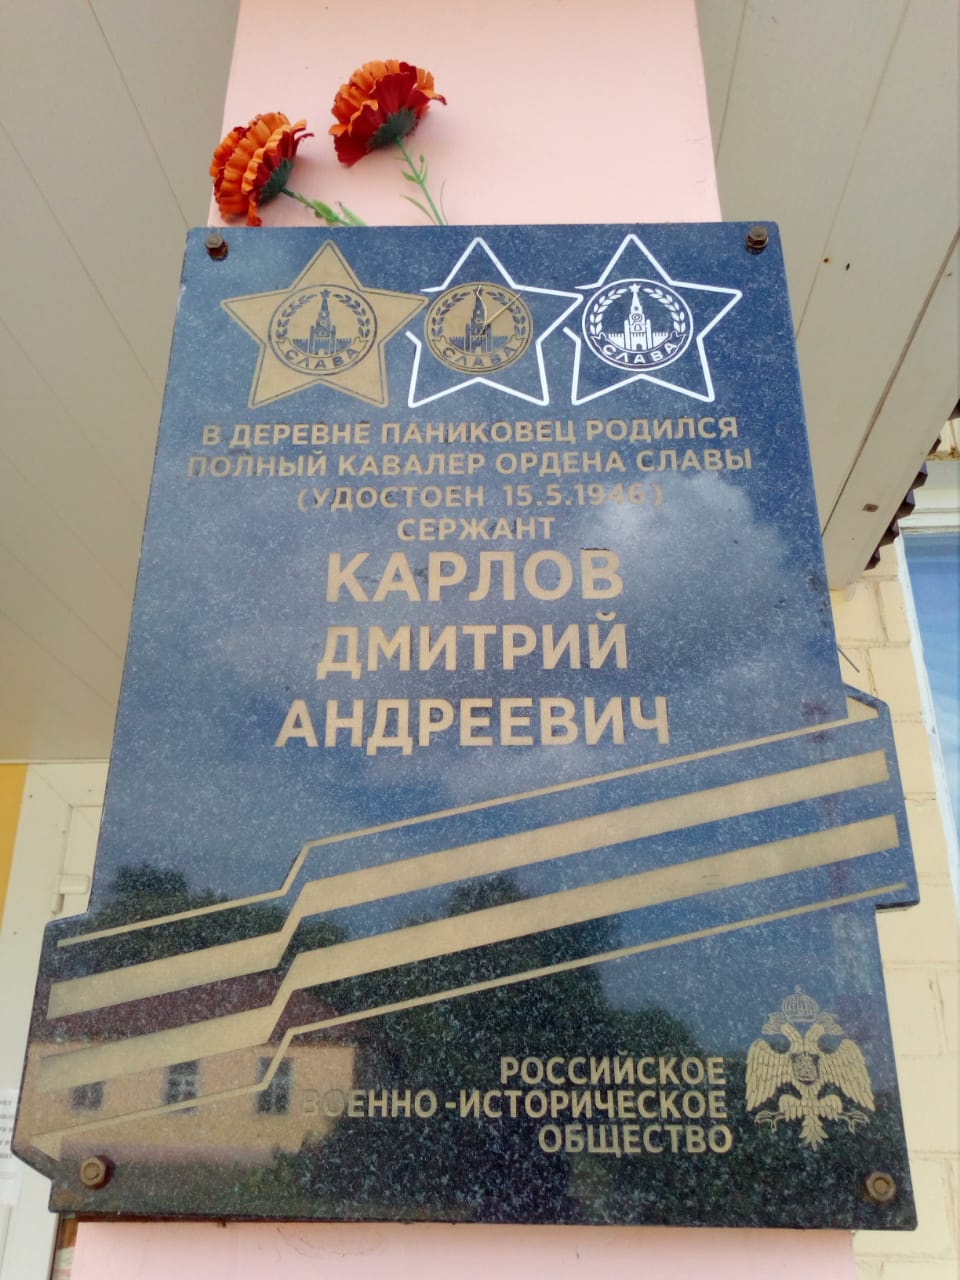 СЛАВА СЛАВА СЛАВА
В ДЕРЕВНЕ ПАНИКОВЕЦ РОДИЛСЯ
ПОЛНЫЙ КАВАЛЕР ОРДЕНА СЛАВЫ
(УДОСТОЕН 15.5.1946)
СЕРЖАНТ
КАРЛОВ
ДМИТРИЙ
АНДРЕЕВИЧ
РОССИЙСКОЕ
ВОЕННО-ИСТОРИЧЕСКОЕ
ОБЩЕСТВО